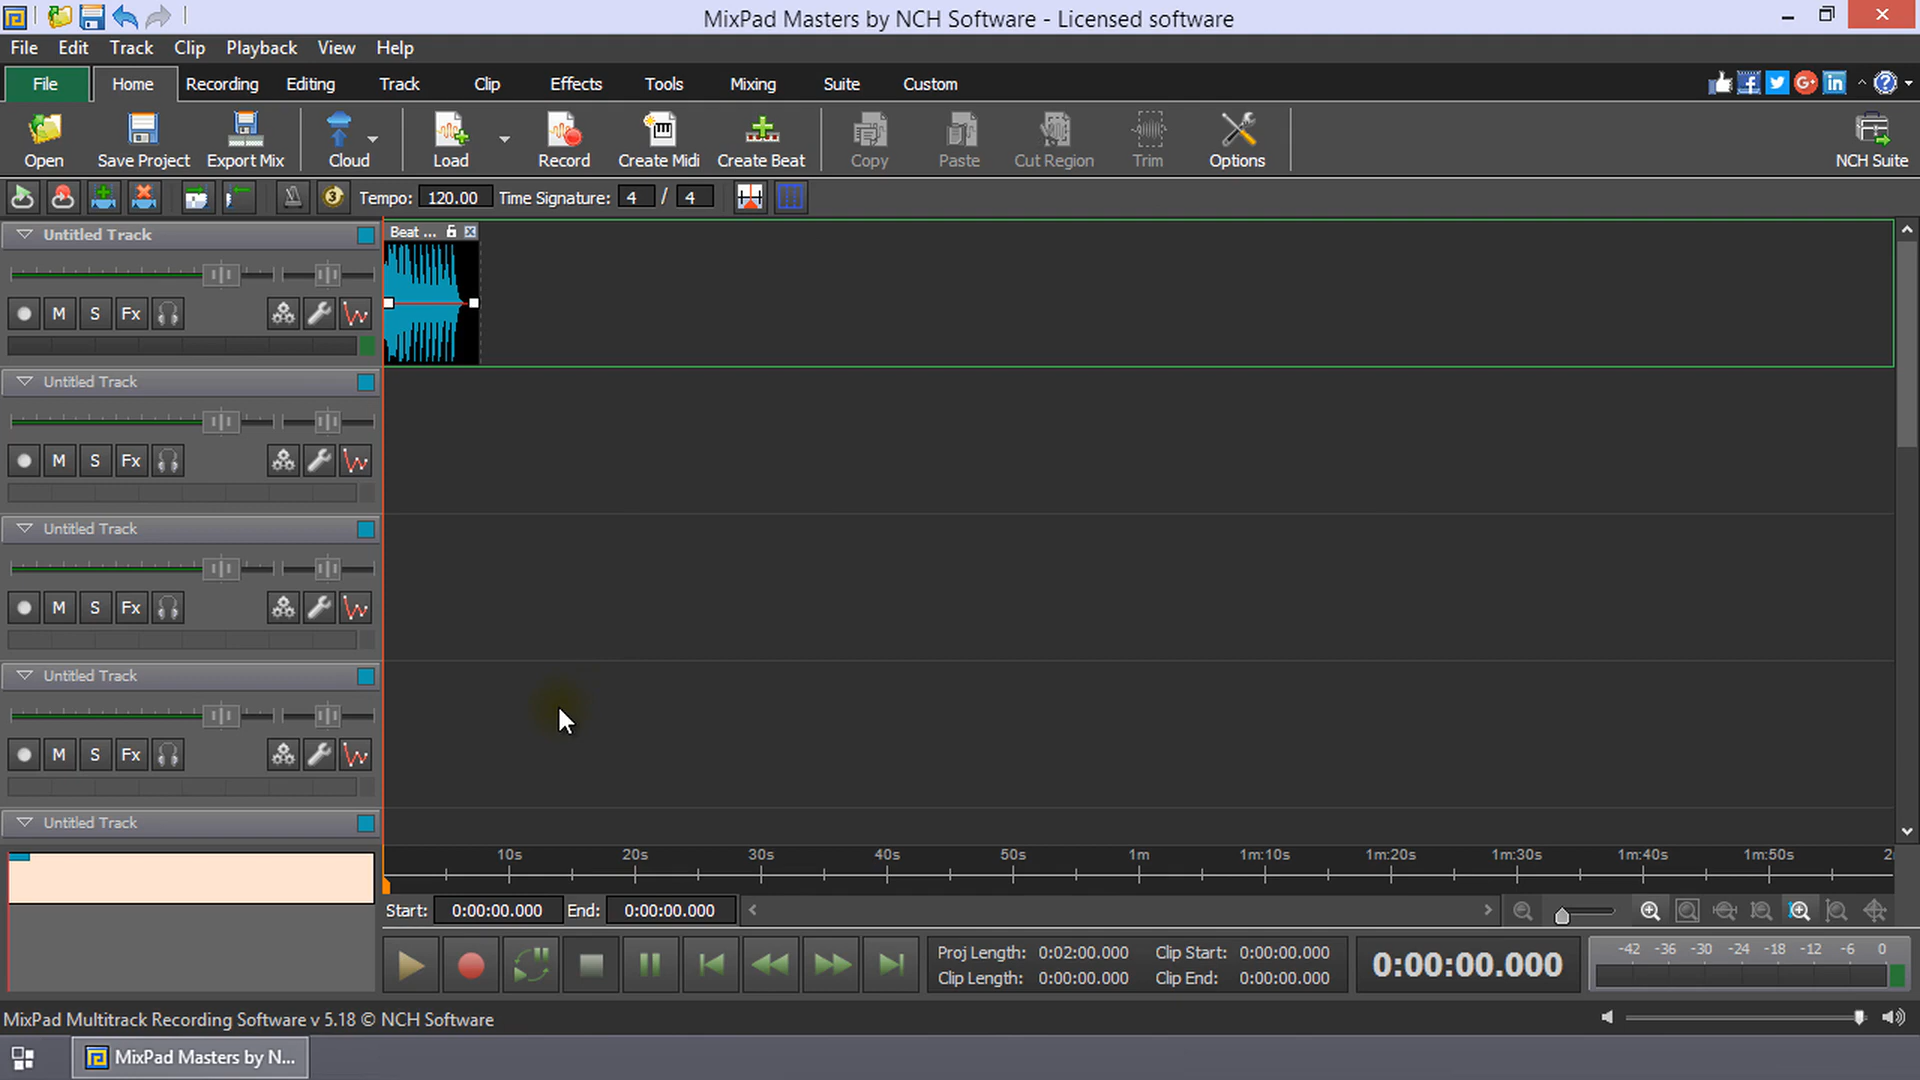 MixPad Masters by NCH Software - Licensed software
File Edit Track Clip Playback View Help
File Home Recording Editing Track Clip Effects Tools Mixing Suite Custom
Open Save Project Export Mix Cloud Load Record Create Midi Create Beat Copy Paste Cut Region Trim Options NCH Suite
Tempo: 120.00 Time Signature: 4 / 4
Untitled Track
Beat ...
M S Fx
Untitled Track
M S Fx
Untitled Track
M S Fx
Untitled Track
M S Fx
Untitled Track
10s 20s 30s 40s 50s 1m 1m:10s 1m:20s 1m:30s 1m:40s 1m:50s 2
Start: 0:00:00.000 End: 0:00:00.000
Proj Length: 0:02:00.000 Clip Start: 0:00:00.000
Clip Length: 0:00:00.000 Clip End: 0:00:00.000
0:00:00.000
-42 -36 -30 -24 -18 -12 -6 0
MixPad Multitrack Recording Software v 5.18 © NCH Software
MixPad Masters by N...